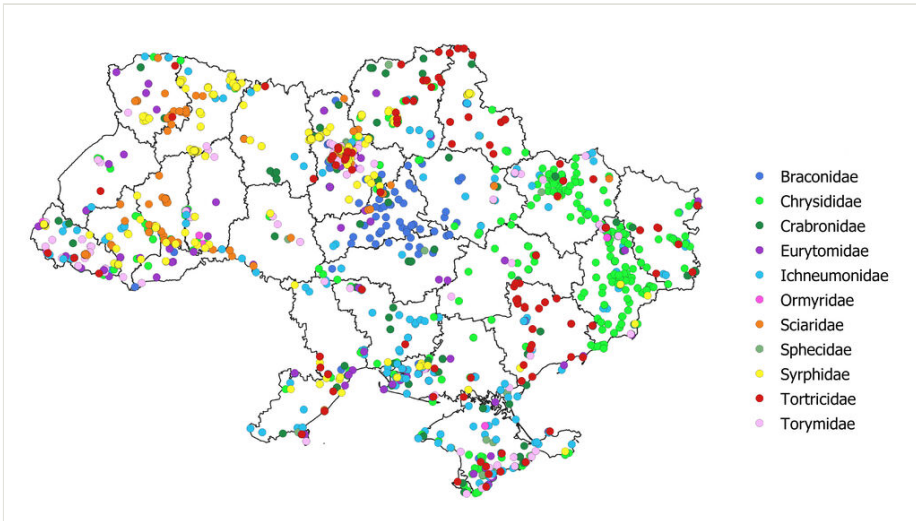 Braconidae
Chrysididae
Crabronidae
Eurytomidae
Ichneumonidae
Ormyridae
Sciaridae
Sphecidae
Syrphidae
Tortricidae
Torymidae